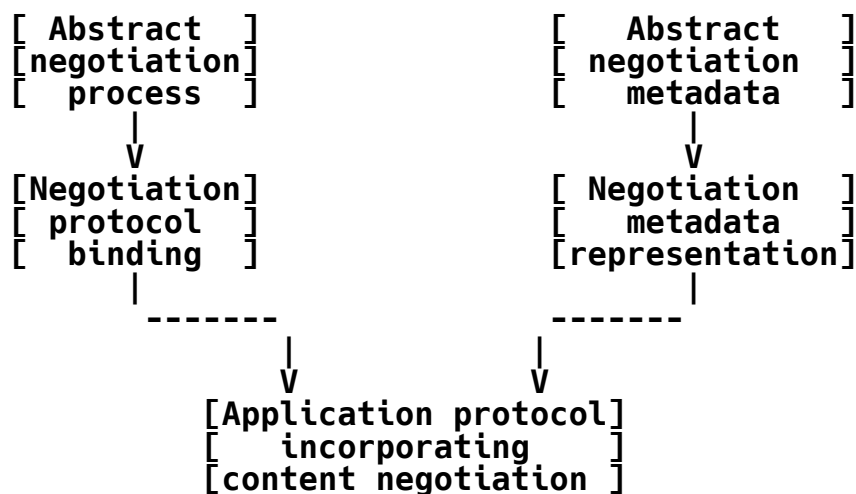 [ Abstract  ]               [   Abstract   ]
[negotiation]               [ negotiation  ]
[  process  ]               [   metadata   ]
      |                            |
      V                            V
[Negotiation]               [ Negotiation  ]
[ protocol  ]               [   metadata   ]
[  binding  ]               [representation]
      |                            |
       -------              -------
              |            |
              V            V
          [Application protocol]
          [   incorporating    ]
          [content negotiation ]